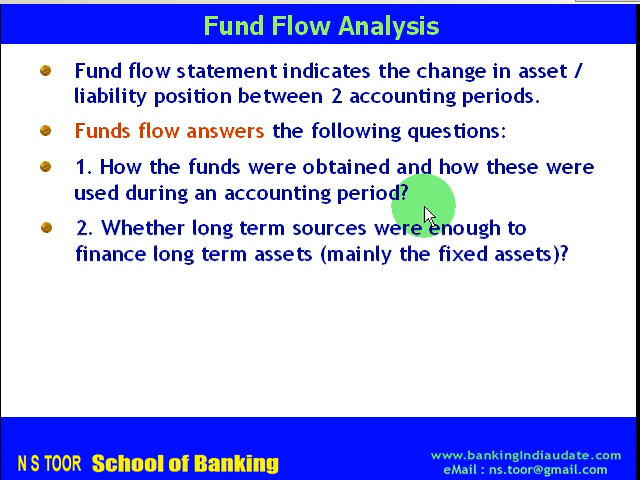 Fund Flow Analysis
Fund flow statement indicates the change in asset /
liability position between 2 accounting periods.
Funds flow answers the following questions:
1. How the funds were obtained and how these were
used during an accounting period?
2. Whether long term sources were enough to
finance long term assets (mainly the fixed assets)?
N S TOOR School of Banking
www.bankingIndiaudate.com
eMail : ns.toor@gmail.com